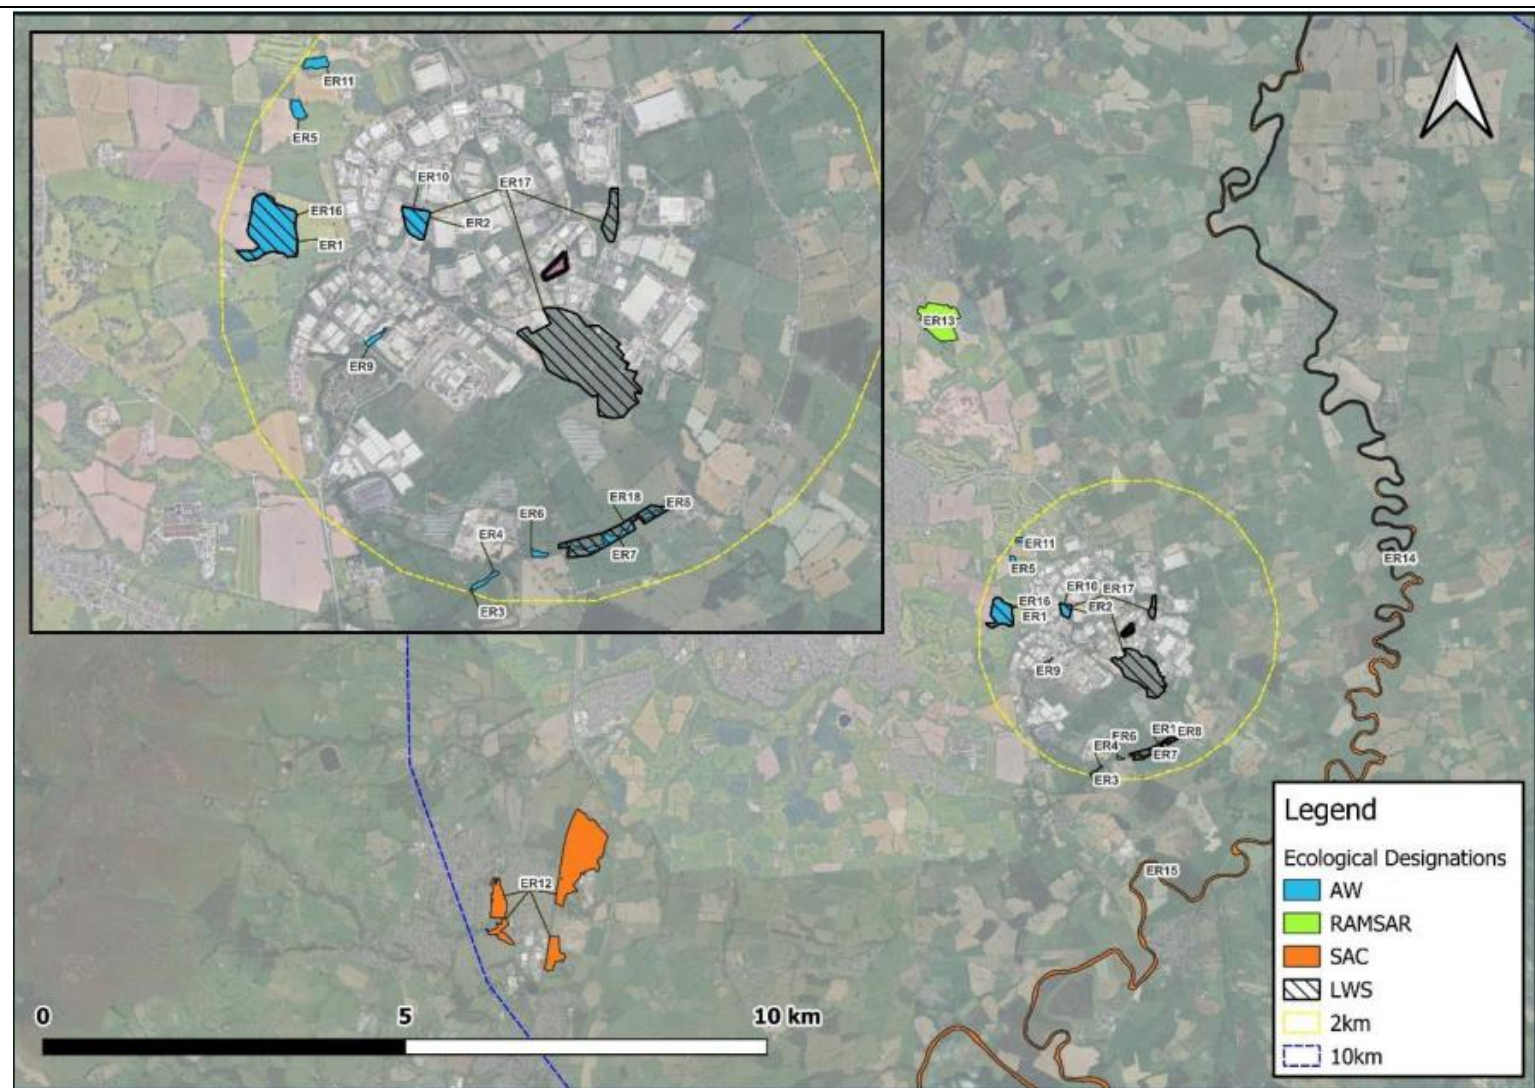 ER11
ER5
ER10
ER17
ER16
ER2
ER1
ER9
ER18
ER8
ER6
ER4
ER7
ER3
ER13
ER14
ER11
ER5
ER10
ER17
ER16
ER2
ER1
ER9
ER1
ER8
ER6
ER4
ER7
ER3
ER15
ER12
Legend
Ecological Designations
AW
RAMSAR
SAC
LWS
2km
10km
0
5
10 km